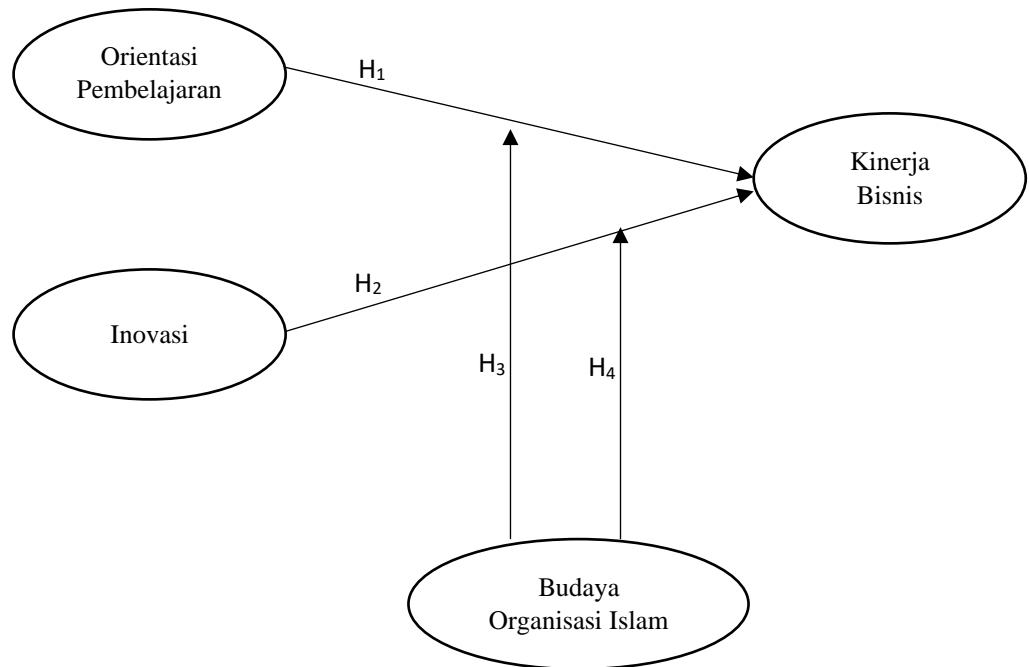 Orientasi
Pembelajaran
H₁
Kinerja
Bisnis
H₂
Inovasi
H₃
H₄
Budaya
Organisasi Islam